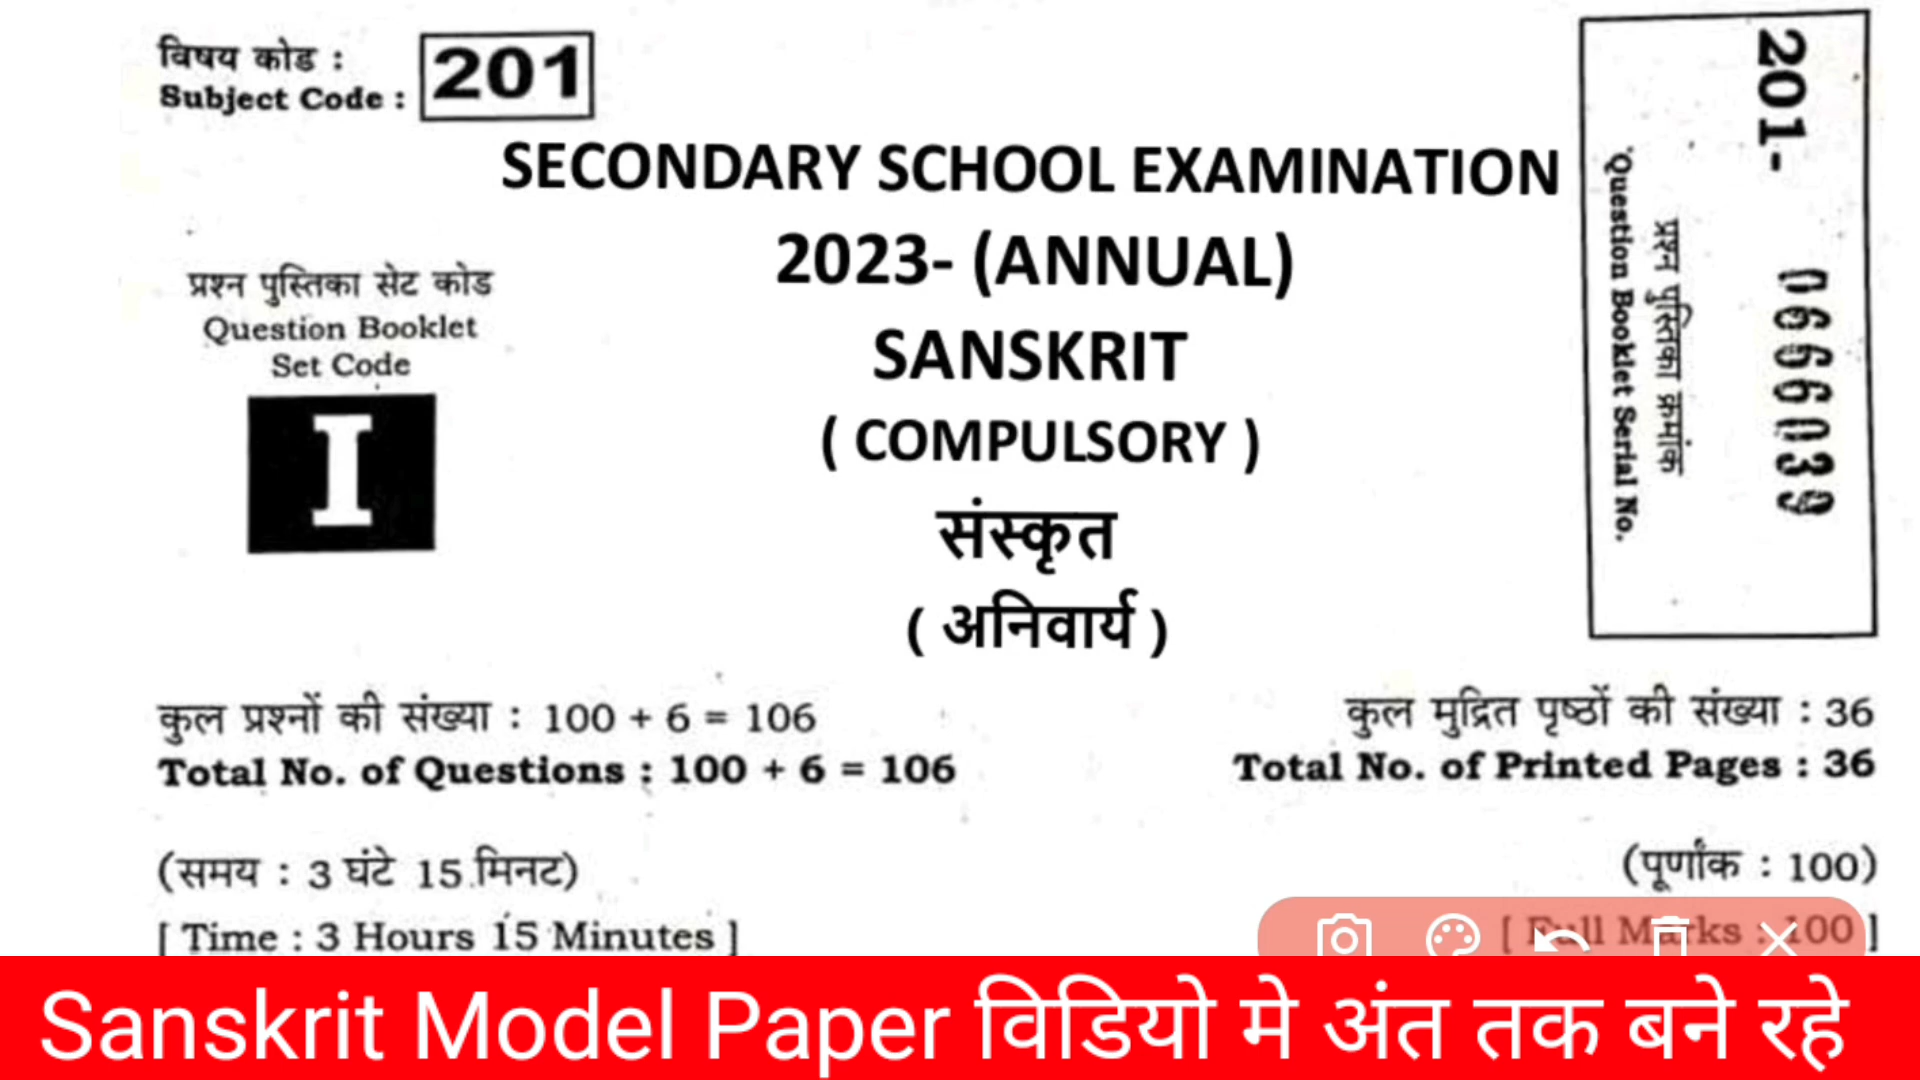 विषय कोड :
Subject Code :
201
SECONDARY SCHOOL EXAMINATION
2023- (ANNUAL)
SANSKRIT
( COMPULSORY )
संस्कृत
( अनिवार्य )
प्रश्न पुस्तिका सेट कोड
Question Booklet
Set Code
I
201-
0666039
प्रश्न पुस्तिका क्रमांक
Question Booklet Serial No.
कुल प्रश्नों की संख्या : 100 + 6 = 106
Total No. of Questions : 100 + 6 = 106
कुल मुद्रित पृष्ठों की संख्या : 36
Total No. of Printed Pages : 36
(समय : 3 घंटे 15 मिनट)
[ Time : 3 Hours 15 Minutes ]
(पूर्णांक : 100)
[ Full Marks : 100 ]
Sanskrit Model Paper विडियो मे अंत तक बने रहे